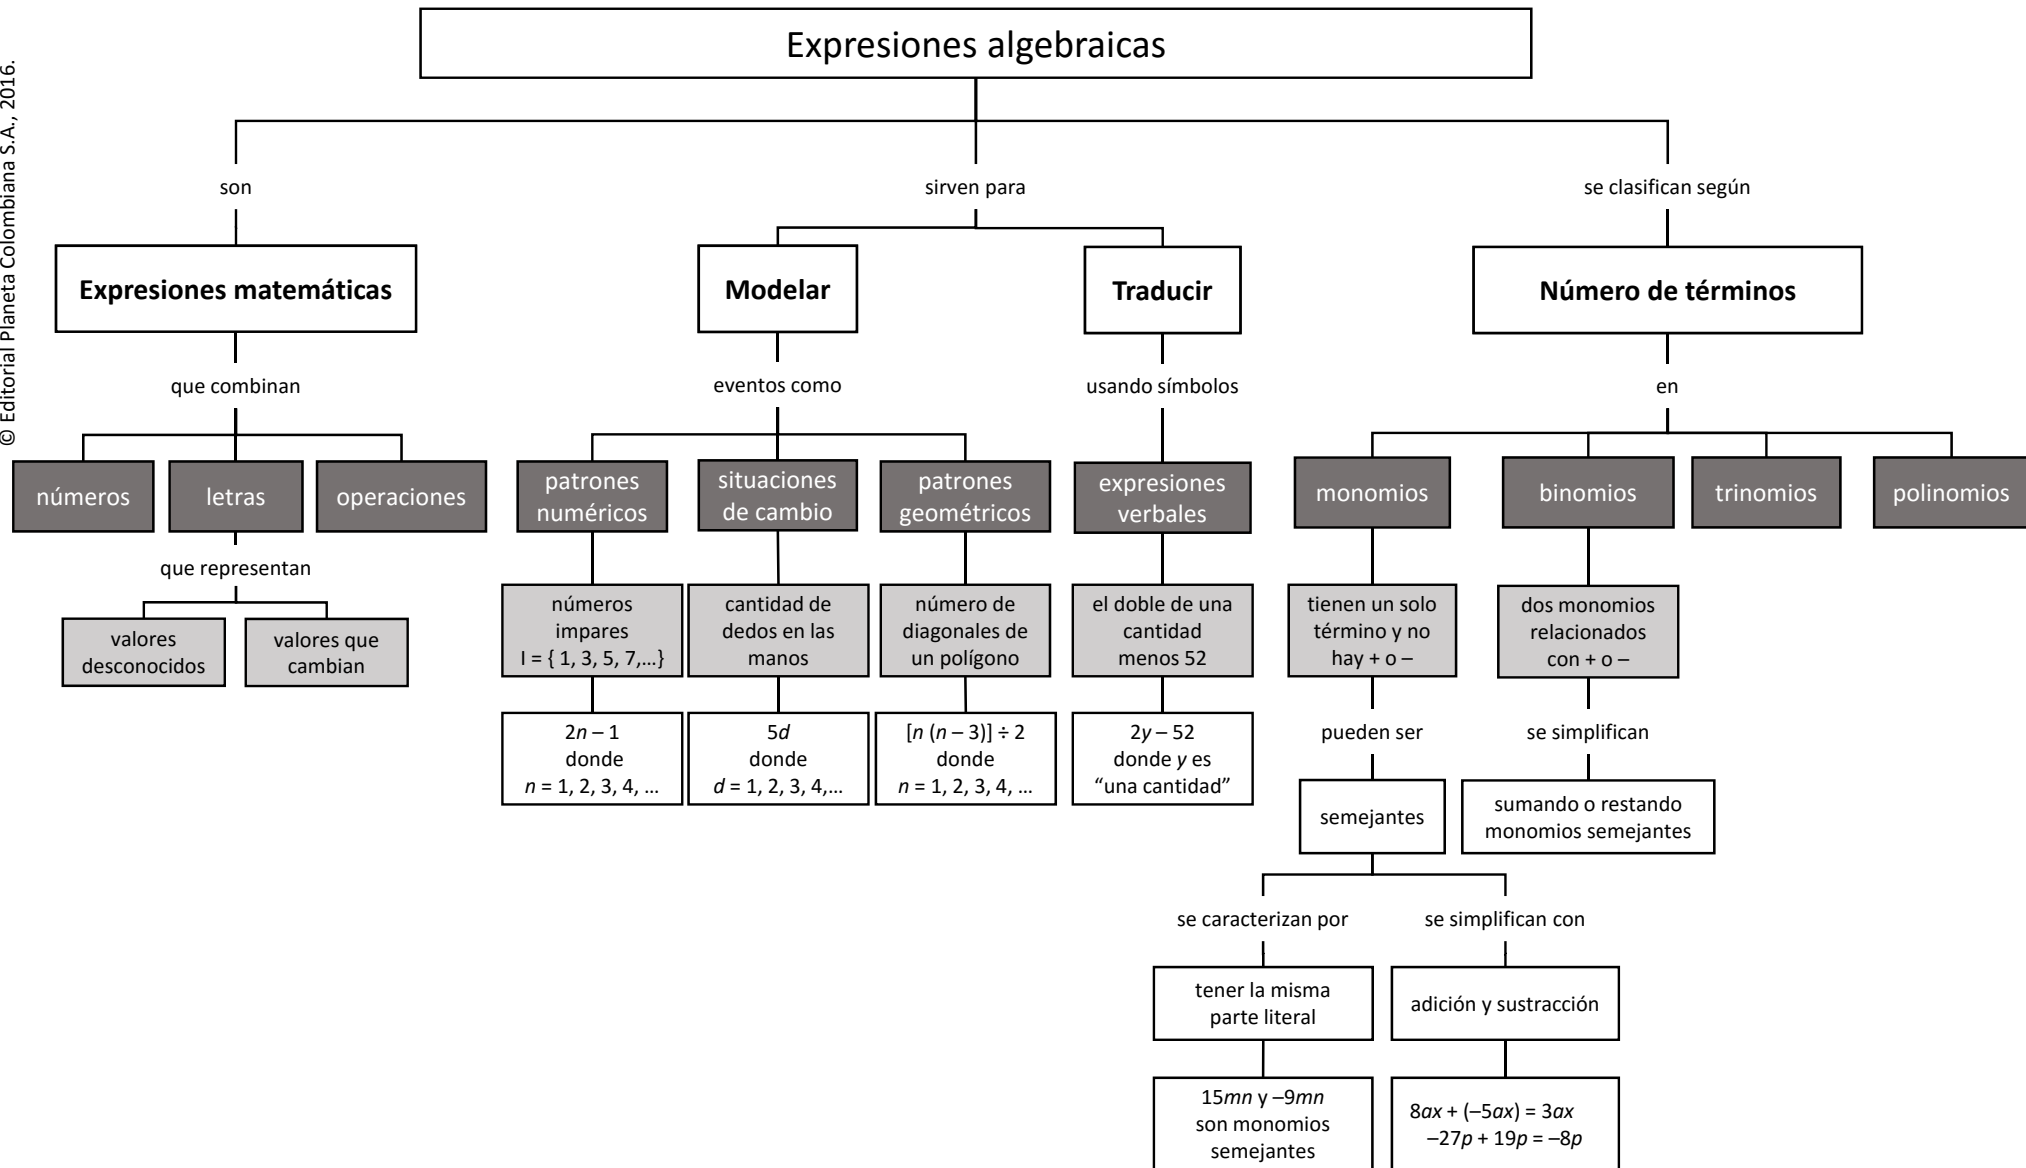 Expresiones algebraicas
© Editorial Planeta Colombiana S.A., 2016.
son
sirven para
se clasifican según
Expresiones matemáticas
Modelar
Traducir
Número de términos
que combinan
eventos como
usando símbolos
en
números
letras
operaciones
patrones
numéricos
situaciones
de cambio
patrones
geométricos
expresiones
verbales
monomios
binomios
trinomios
polinomios
que representan
valores
desconocidos
valores que
cambian
números
impares
I = { 1, 3, 5, 7,...}
cantidad de
dedos en las
manos
número de
diagonales de
un polígono
el doble de una
cantidad
menos 52
tienen un solo
término y no
hay + o –
dos monomios
relacionados
con + o –
2n – 1
donde
n = 1, 2, 3, 4, ...
5d
donde
d = 1, 2, 3, 4,...
[n (n – 3)] ÷ 2
donde
n = 1, 2, 3, 4, ...
2y – 52
donde y es
“una cantidad”
pueden ser
se simplifican
semejantes
sumando o restando
monomios semejantes
se caracterizan por
se simplifican con
tener la misma
parte literal
adición y sustracción
15mn y –9mn
son monomios
semejantes
8ax + (–5ax) = 3ax
–27p + 19p = –8p